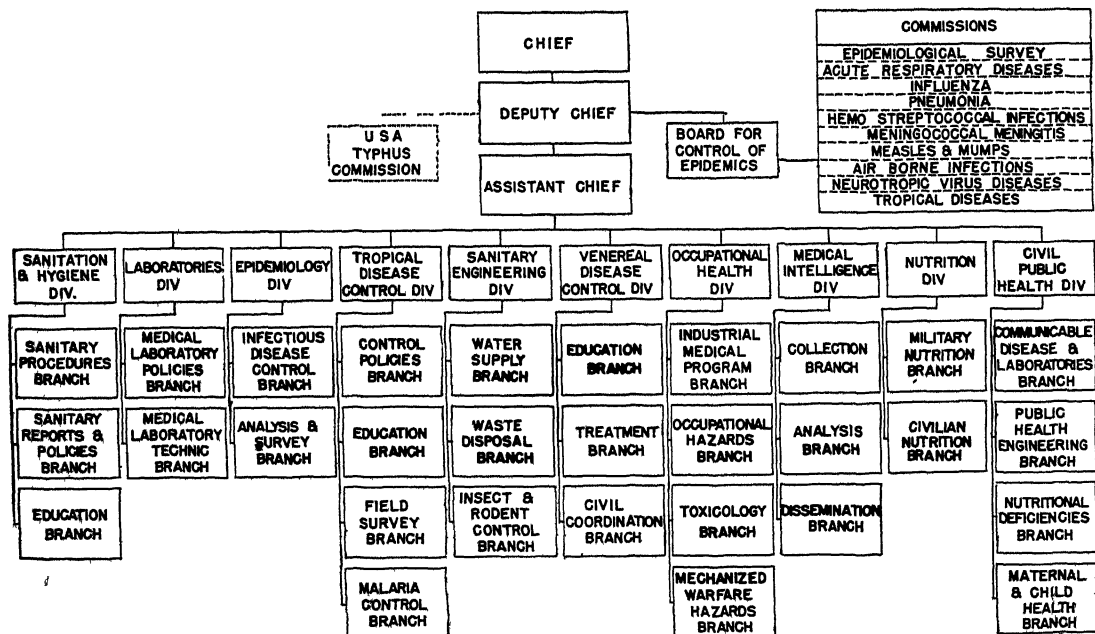 CHIEF
DEPUTY CHIEF
ASSISTANT CHIEF
U S A
TYPHUS
COMMISSION
BOARD FOR
CONTROL OF
EPIDEMICS
COMMISSIONS
EPIDEMIOLOGICAL SURVEY
ACUTE RESPIRATORY DISEASES
INFLUENZA
PNEUMONIA
HEMO STREPTOCOCCAL INFECTIONS
MENINGOCOCCAL MENINGITIS
MEASLES & MUMPS
AIR BORNE INFECTIONS
NEUROTROPIC VIRUS DISEASES
TROPICAL DISEASES
SANITATION
& HYGIENE
DIV.
SANITARY
PROCEDURES
BRANCH
SANITARY
REPORTS &
POLICIES
BRANCH
EDUCATION
BRANCH
LABORATORIES
DIV
MEDICAL
LABORATORY
POLICIES
BRANCH
MEDICAL
LABORATORY
TECHNIC
BRANCH
EPIDEMIOLOGY
DIV
INFECTIOUS
DISEASE
CONTROL
BRANCH
ANALYSIS &
SURVEY
BRANCH
TROPICAL
DISEASE
CONTROL DIV
CONTROL
POLICIES
BRANCH
EDUCATION
BRANCH
FIELD
SURVEY
BRANCH
MALARIA
CONTROL
BRANCH
SANITARY
ENGINEERING
DIV
WATER
SUPPLY
BRANCH
WASTE
DISPOSAL
BRANCH
INSECT &
RODENT
CONTROL
BRANCH
VENEREAL
DISEASE
CONTROL DIV
EDUCATION
BRANCH
TREATMENT
BRANCH
CIVIL
COORDINATION
BRANCH
OCCUPATIONAL
HEALTH
DIV
INDUSTRIAL
MEDICAL
PROGRAM
BRANCH
OCCUPATIONAL
HAZARDS
BRANCH
TOXICOLOGY
BRANCH
MECHANIZED
WARFARE
HAZARDS
BRANCH
MEDICAL
INTELLIGENCE
DIV
COLLECTION
BRANCH
ANALYSIS
BRANCH
DISSEMINATION
BRANCH
NUTRITION
DIV
MILITARY
NUTRITION
BRANCH
CIVILIAN
NUTRITION
BRANCH
CIVIL
PUBLIC
HEALTH DIV
COMMUNICABLE
DISEASE &
LABORATORIES
BRANCH
PUBLIC
HEALTH
ENGINEERING
BRANCH
NUTRITIONAL
DEFICIENCIES
BRANCH
MATERNAL
& CHILD
HEALTH
BRANCH